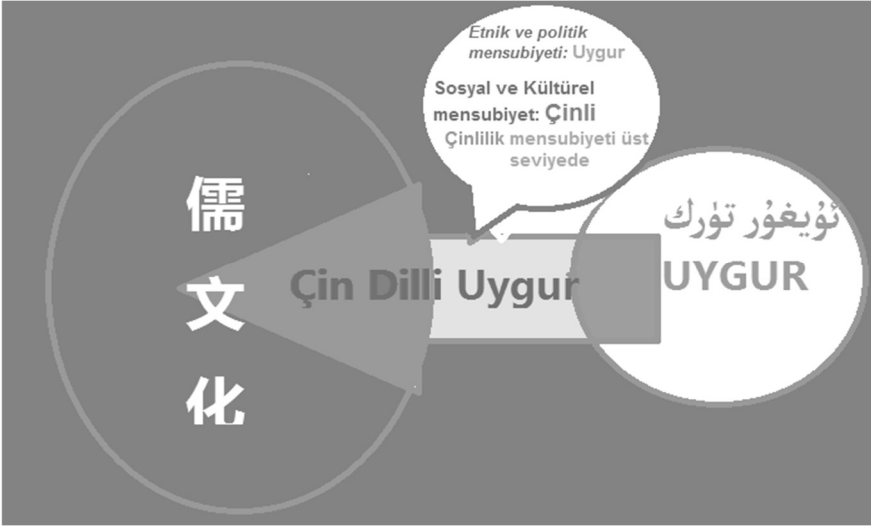 Etnik ve politik
mensubiyeti: Uygur
Sosyal ve Kültürel
mensubiyet: Çinli
Çinlilik mensubiyeti üst
seviyede
儒
文
化
Çin Dilli Uygur
ئۇيغۇر تۈرك
UYGUR